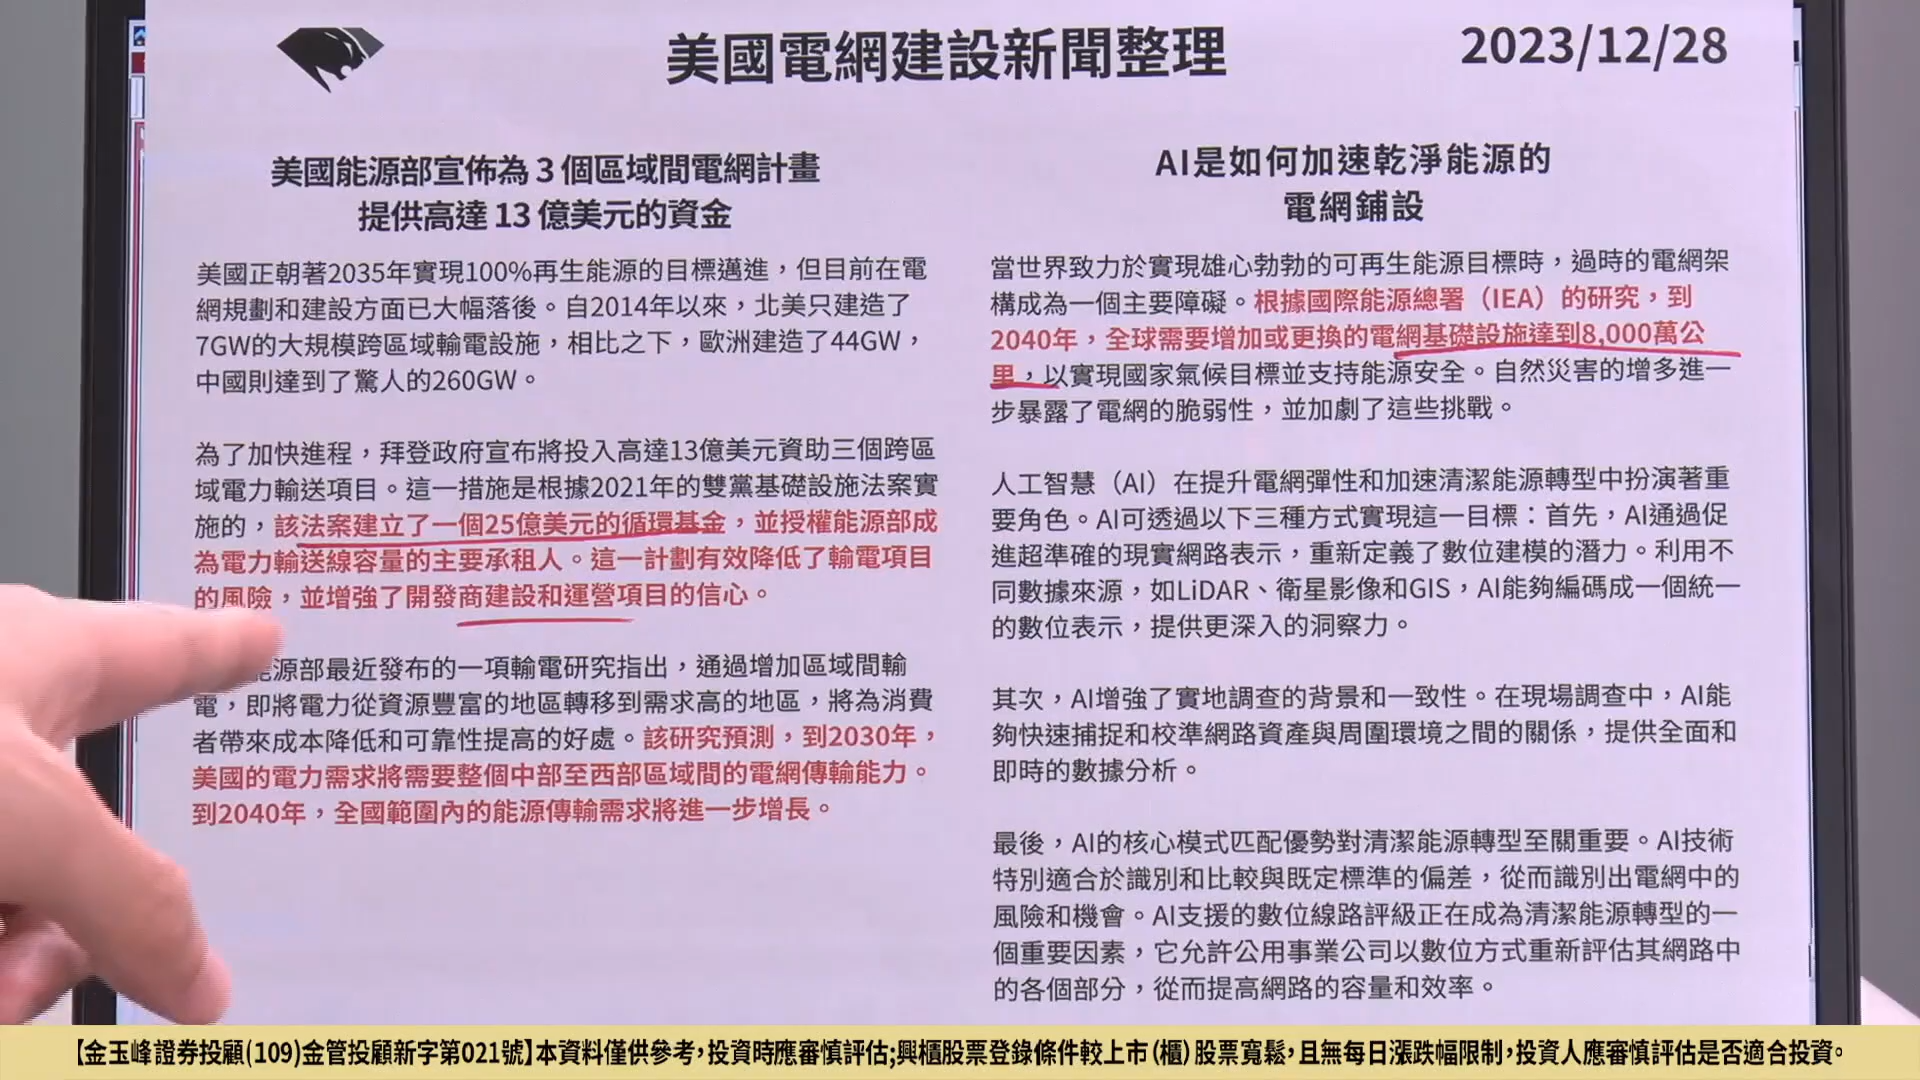 美國電網建設新聞整理
2023/12/28
美國能源部宣佈為 3 個區域間電網計畫
提供高達 13 億美元的資金
美國正朝著2035年實現100%再生能源的目標邁進，但目前在電
網規劃和建設方面已大幅落後。自2014年以來，北美只建造了
7GW的大規模跨區域輸電設施，相比之下，歐洲建造了44GW，
中國則達到了驚人的260GW。
為了加快進程，拜登政府宣布將投入高達13億美元資助三個跨區
域電力輸送項目。這一措施是根據2021年的雙黨基礎設施法案實
施的，該法案建立了一個25億美元的循環基金，並授權能源部成
為電力輸送線容量的主要承租人。這一計劃有效降低了輸電項目
的風險，並增強了開發商建設和運營項目的信心。
源部最近發布的一項輸電研究指出，通過增加區域間輸
電，即將電力從資源豐富的地區轉移到需求高的地區，將為消費
者帶來成本降低和可靠性提高的好處。該研究預測，到2030年，
美國的電力需求將需要整個中部至西部區域間的電網傳輸能力。
到2040年，全國範圍內的能源傳輸需求將進一步增長。
AI是如何加速乾淨能源的
電網鋪設
當世界致力於實現雄心勃勃的可再生能源目標時，過時的電網架
構成為一個主要障礙。根據國際能源總署（IEA）的研究，到
2040年，全球需要增加或更換的電網基礎設施達到8,000萬公
里，以實現國家氣候目標並支持能源安全。自然災害的增多進一
步暴露了電網的脆弱性，並加劇了這些挑戰。
人工智慧（AI）在提升電網彈性和加速清潔能源轉型中扮演著重
要角色。AI可透過以下三種方式實現這一目標：首先，AI通過促
進超準確的現實網路表示，重新定義了數位建模的潛力。利用不
同數據來源，如LiDAR、衛星影像和GIS，AI能夠編碼成一個統一
的數位表示，提供更深入的洞察力。
其次，AI增強了實地調查的背景和一致性。在現場調查中，AI能
夠快速捕捉和校準網路資產與周圍環境之間的關係，提供全面和
即時的數據分析。
最後，AI的核心模式匹配優勢對清潔能源轉型至關重要。AI技術
特別適合於識別和比較與既定標準的偏差，從而識別出電網中的
風險和機會。AI支援的數位線路評級正在成為清潔能源轉型的一
個重要因素，它允許公用事業公司以數位方式重新評估其網路中
的各個部分，從而提高網路的容量和效率。
【金玉峰證券投顧(109)金管投顧新字第021號】本資料僅供參考，投資時應審慎評估;興櫃股票登錄條件較上市(櫃)股票寬鬆，且無每日漲跌幅限制，投資人應審慎評估是否適合投資。